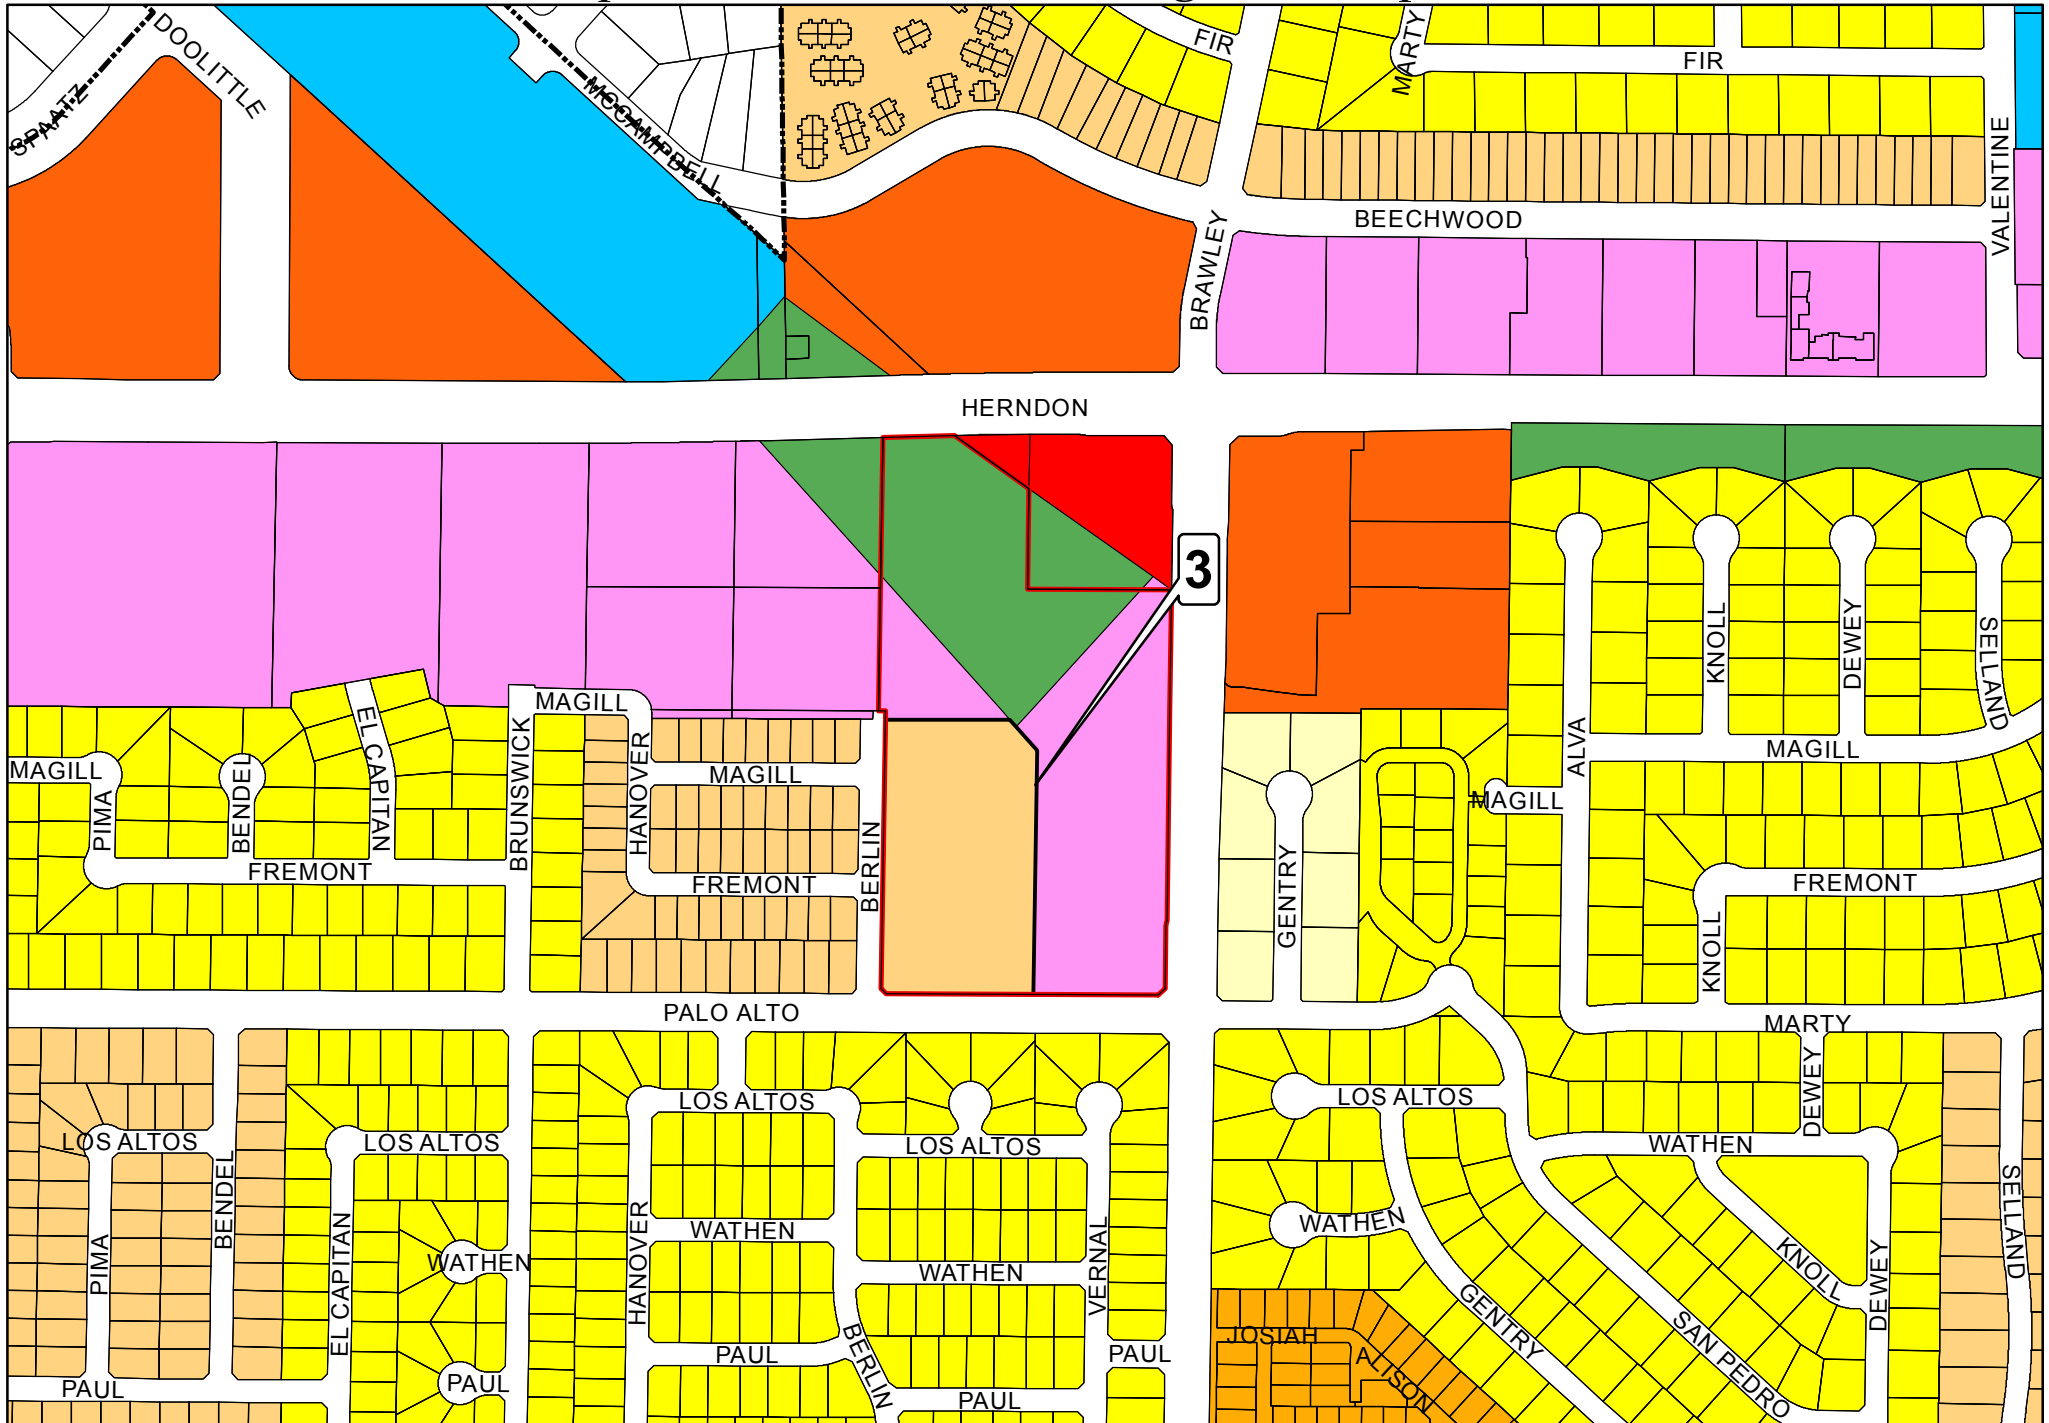 DOOLITTLE
SPAATZ
MCCAMPBELL
FIR
MARTY
FIR
VALENTINE
BEECHWOOD
BRAWLEY
HERNDON
3
MAGILL
EL CAPITAN
BRUNSWICK
HANOVER
MAGILL
PIMA
BENDEL
MAGILL
BERLIN
FREMONT
FREMONT
GENTRY
ALVA
MAGILL
KNOLL
DEWEY
SELLAND
MAGILL
FREMONT
KNOLL
PALO ALTO
MARTY
DEWEY
LOS ALTOS
LOS ALTOS
LOS ALTOS
LOS ALTOS
LOS ALTOS
WATHEN
BENDEL
PIMA
EL CAPITAN
WATHEN
HANOVER
WATHEN
WATHEN
VERNAL
WATHEN
SELLAND
KNOLL
DEWEY
GENTRY
SAN PEDRO
JOSIAH
ALISON
BERLIN
PAUL
PAUL
PAUL
PAUL
PAUL